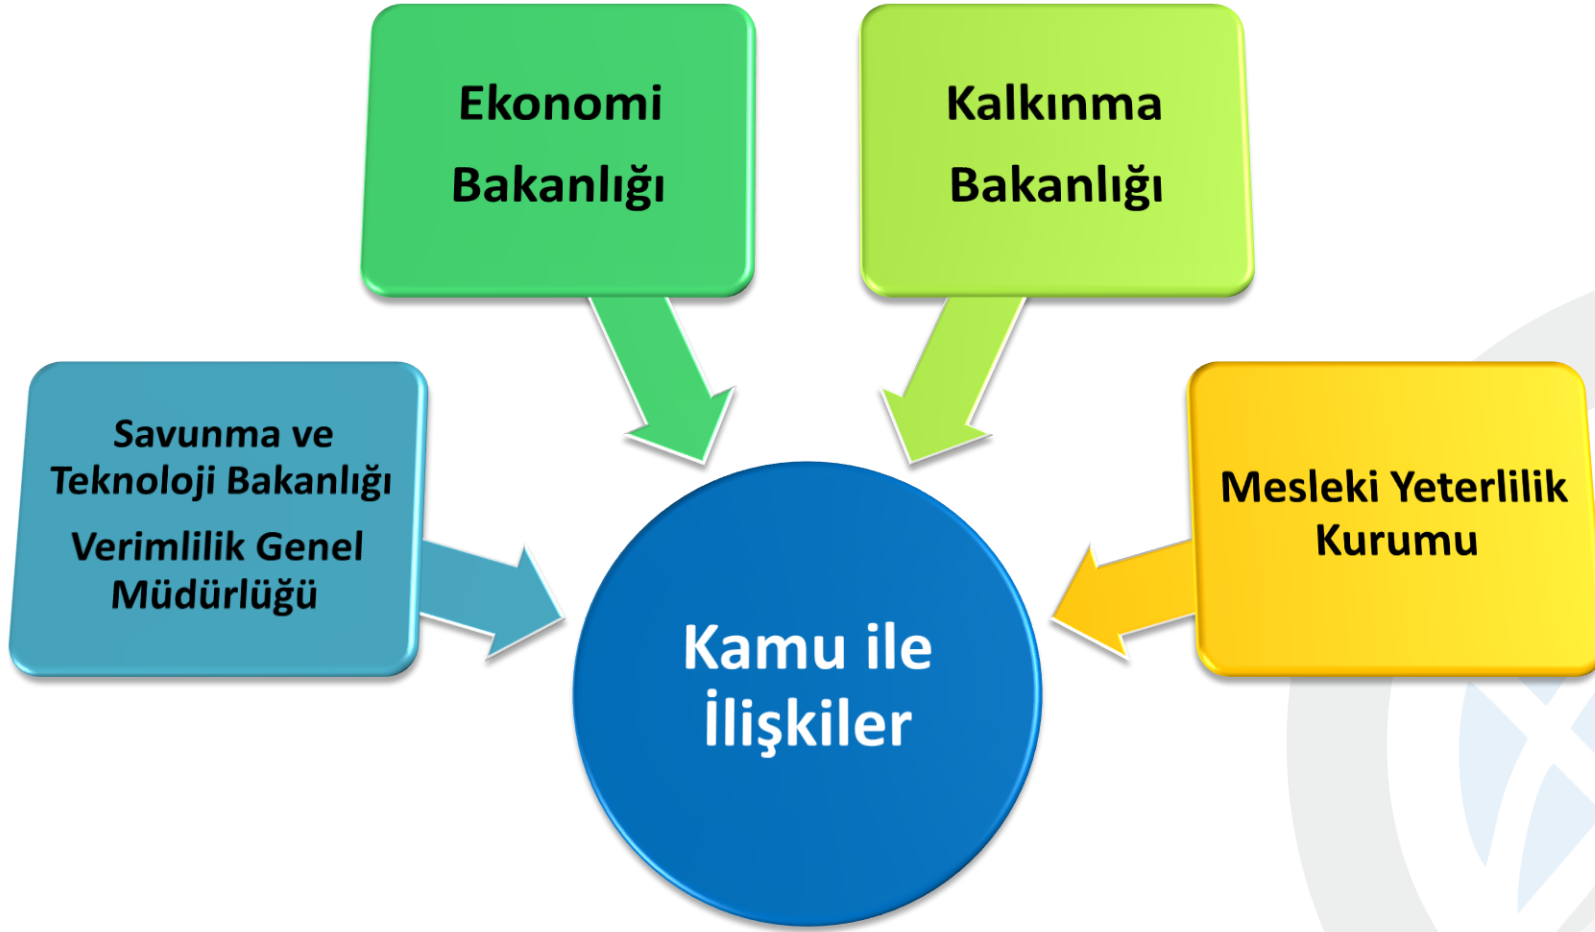 Ekonomi
Bakanlığı
Kalkınma
Bakanlığı
Savunma ve
Teknoloji Bakanlığı
Verimlilik Genel
Müdürlüğü
Mesleki Yeterlilik
Kurumu
Kamu ile
İlişkiler